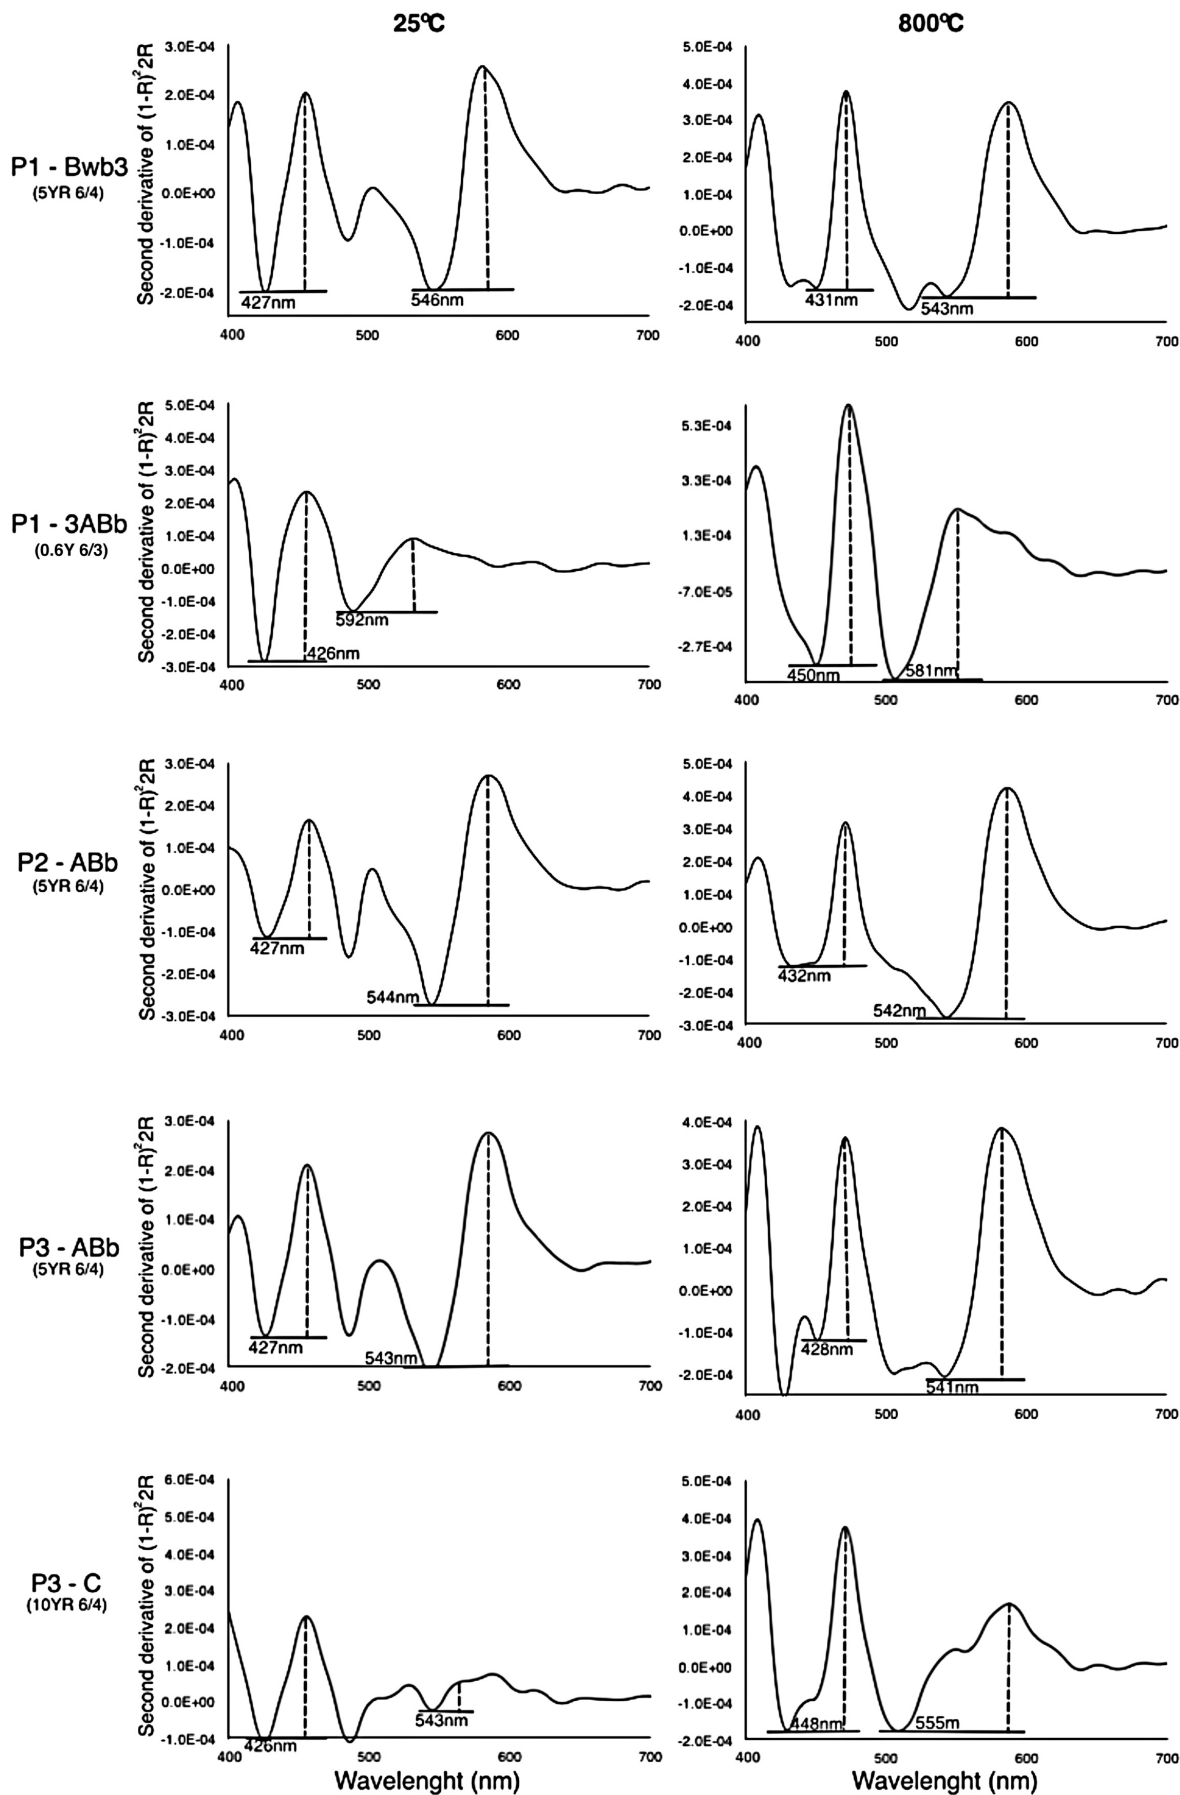 25ºC
800ºC
P1 - Bwb3
(5YR 6/4)
Second derivative of (1-R)²2R
3.0E-04
2.0E-04
1.0E-04
0.0E+00
-1.0E-04
-2.0E-04
427nm
546nm
400
500
600
700
5.0E-04
4.0E-04
3.0E-04
2.0E-04
1.0E-04
0.0E+00
-1.0E-04
-2.0E-04
431nm
543nm
400
500
600
700
P1 - 3ABb
(0.6Y 6/3)
Second derivative of (1-R)²2R
5.0E-04
4.0E-04
3.0E-04
2.0E-04
1.0E-04
0.0E+00
-1.0E-04
-2.0E-04
-3.0E-04
592nm
426nm
400
500
600
700
5.3E-04
3.3E-04
1.3E-04
-7.0E-05
-2.7E-04
450nm
581nm
400
500
600
700
P2 - ABb
(5YR 6/4)
Second derivative of (1-R)²2R
3.0E-04
2.0E-04
1.0E-04
0.0E+00
-1.0E-04
-2.0E-04
-3.0E-04
427nm
544nm
400
500
600
700
5.0E-04
4.0E-04
3.0E-04
2.0E-04
1.0E-04
0.0E+00
-1.0E-04
-2.0E-04
-3.0E-04
432nm
542nm
400
500
600
700
P3 - ABb
(5YR 6/4)
Second derivative of (1-R)²2R
3.0E-04
2.0E-04
1.0E-04
0.0E+00
-1.0E-04
-2.0E-04
427nm
543nm
400
500
600
700
4.0E-04
3.0E-04
2.0E-04
1.0E-04
0.0E+00
-1.0E-04
-2.0E-04
428nm
541nm
400
500
600
700
P3 - C
(10YR 6/4)
Second derivative of (1-R)²2R
6.0E-04
5.0E-04
4.0E-04
3.0E-04
2.0E-04
1.0E-04
0.0E+00
-1.0E-04
426nm
543nm
400
500
600
700
Wavelenght (nm)
5.0E-04
4.0E-04
3.0E-04
2.0E-04
1.0E-04
0.0E+00
-1.0E-04
-2.0E-04
448nm
555m
400
500
600
700
Wavelenght (nm)